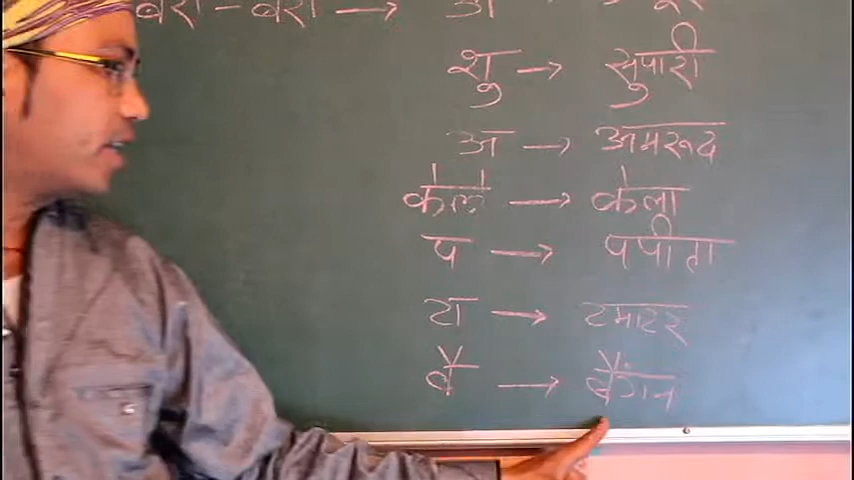 बेरा - बेरा →
शु → सुपारी
अ → अमरूद
केले → केला
प → पपीता
टा → टमाटर
बै → बैंगन